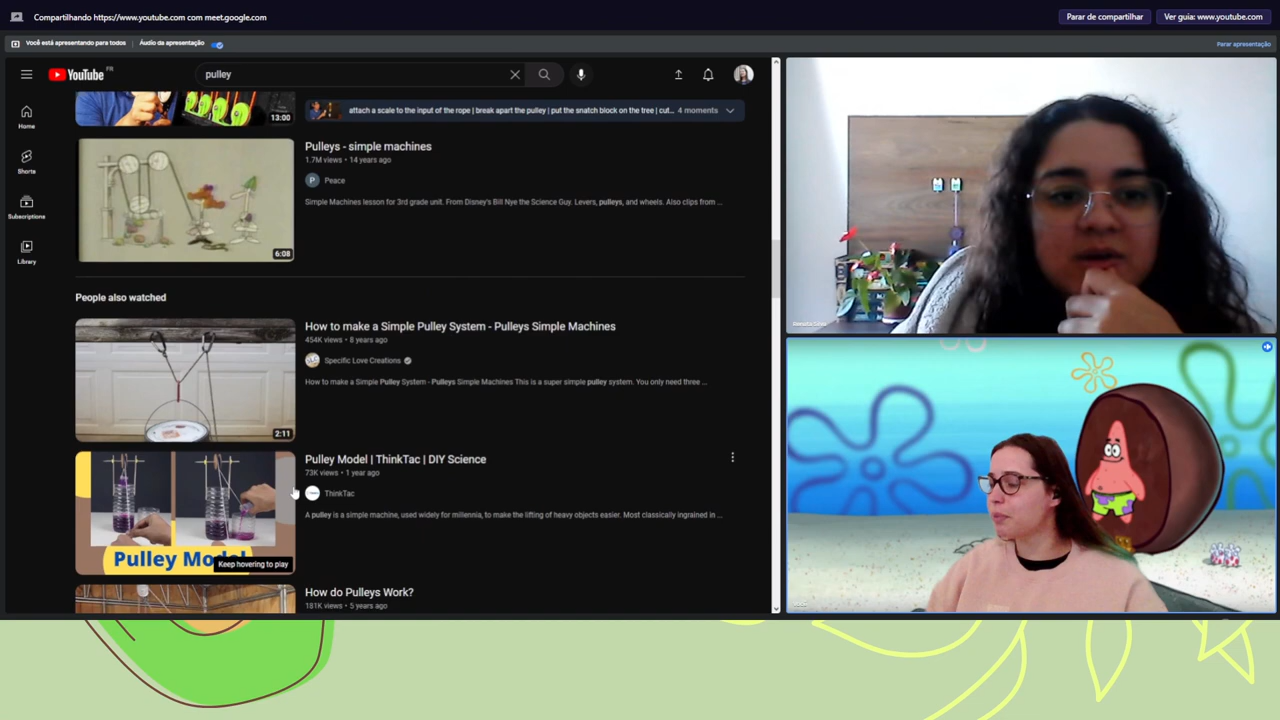 Compartilhando https://www.youtube.com com meet.google.com
Parar de compartilhar
Ver guia: www.youtube.com
Você está apresentando para todos
Áudio da apresentação
Parar apresentação
YouTube FR
pulley
Home
Shorts
Subscriptions
Library
13:00
attach a scale to the input of the rope | break apart the pulley | put the snatch block on the tree | cut...
4 moments
Pulleys - simple machines
1.7M views • 14 years ago
P
Peace
Simple Machines lesson for 3rd grade unit. From Disney's Bill Nye the Science Guy. Levers, pulleys, and wheels. Also clips from ...
6:08
People also watched
How to make a Simple Pulley System - Pulleys Simple Machines
454K views • 8 years ago
Specific Love Creations
How to make a Simple Pulley System - Pulleys Simple Machines This is a super simple pulley system. You only need three ...
2:11
Pulley Model | ThinkTac | DIY Science
73K views • 1 year ago
ThinkTac
A pulley is a simple machine, used widely for millennia, to make the lifting of heavy objects easier. Most classically ingrained in ...
Pulley Mo
Keep hovering to play
How do Pulleys Work?
181K views • 5 years ago